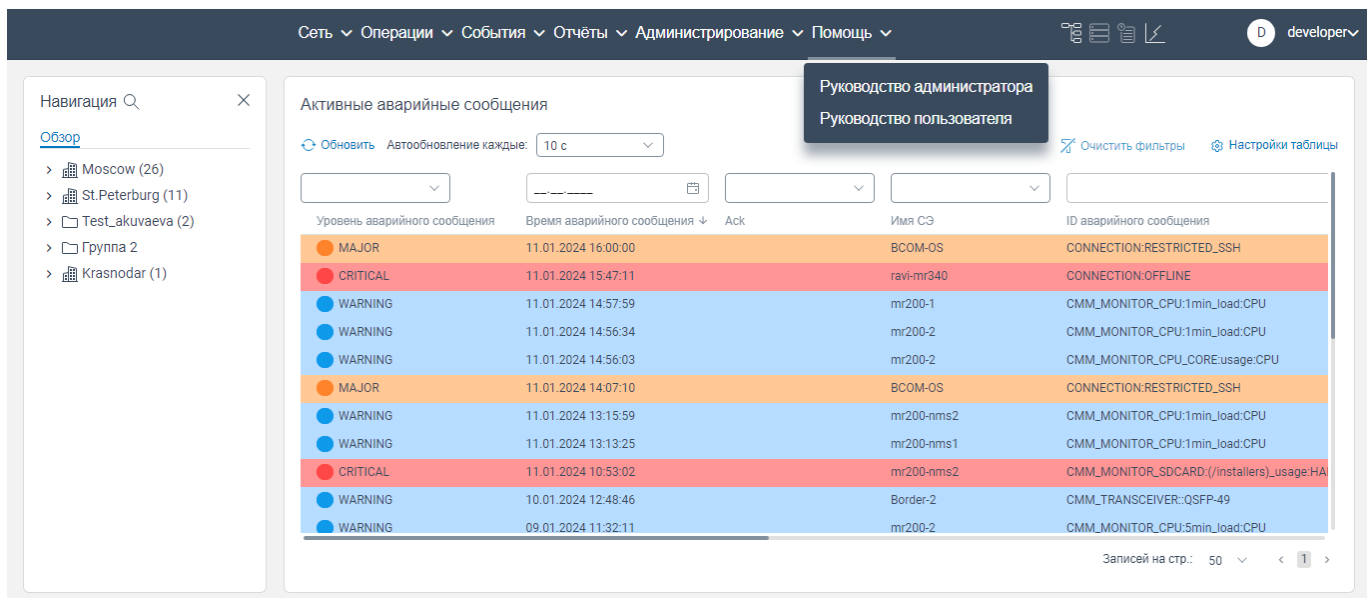 Сеть Операции События Отчёты Администрирование Помощь D developer
Руководство администратора
Руководство пользователя
Навигация
Обзор
Moscow (26)
St.Peterburg (11)
Test_akuvaeva (2)
Группа 2
Krasnodar (1)
Активные аварийные сообщения
Обновить Автообновление каждые: 10 с Очистить фильтры Настройки таблицы
__.__.____
Уровень аварийного сообщения Время аварийного сообщения Ack Имя СЭ ID аварийного сообщения
MAJOR 11.01.2024 16:00:00 BCOM-OS CONNECTION:RESTRICTED_SSH
CRITICAL 11.01.2024 15:47:11 ravi-mr340 CONNECTION:OFFLINE
WARNING 11.01.2024 14:57:59 mr200-1 CMM_MONITOR_CPU:1min_load:CPU
WARNING 11.01.2024 14:56:34 mr200-2 CMM_MONITOR_CPU:1min_load:CPU
WARNING 11.01.2024 14:56:03 mr200-2 CMM_MONITOR_CPU_CORE:usage:CPU
MAJOR 11.01.2024 14:07:10 BCOM-OS CONNECTION:RESTRICTED_SSH
WARNING 11.01.2024 13:15:59 mr200-nms2 CMM_MONITOR_CPU:1min_load:CPU
WARNING 11.01.2024 13:13:25 mr200-nms1 CMM_MONITOR_CPU:1min_load:CPU
CRITICAL 11.01.2024 10:53:02 mr200-nms2 CMM_MONITOR_SDCARD:(/installers)_usage:HA
WARNING 10.01.2024 12:48:46 Border-2 CMM_TRANSCEIVER::QSFP-49
WARNING 09.01.2024 11:32:11 mr200-2 CMM_MONITOR_CPU:5min_load:CPU
Записей на стр.: 50 1